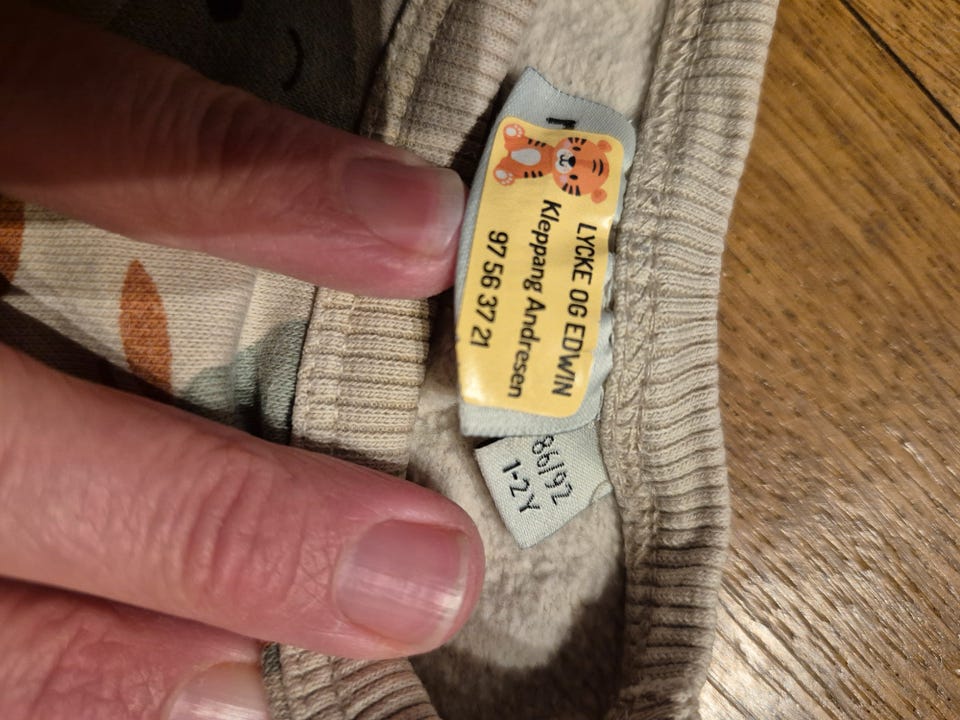 LYCKE OG EDWIN
Kleppang Andresen
97 56 37 21
86/92
1-2Y